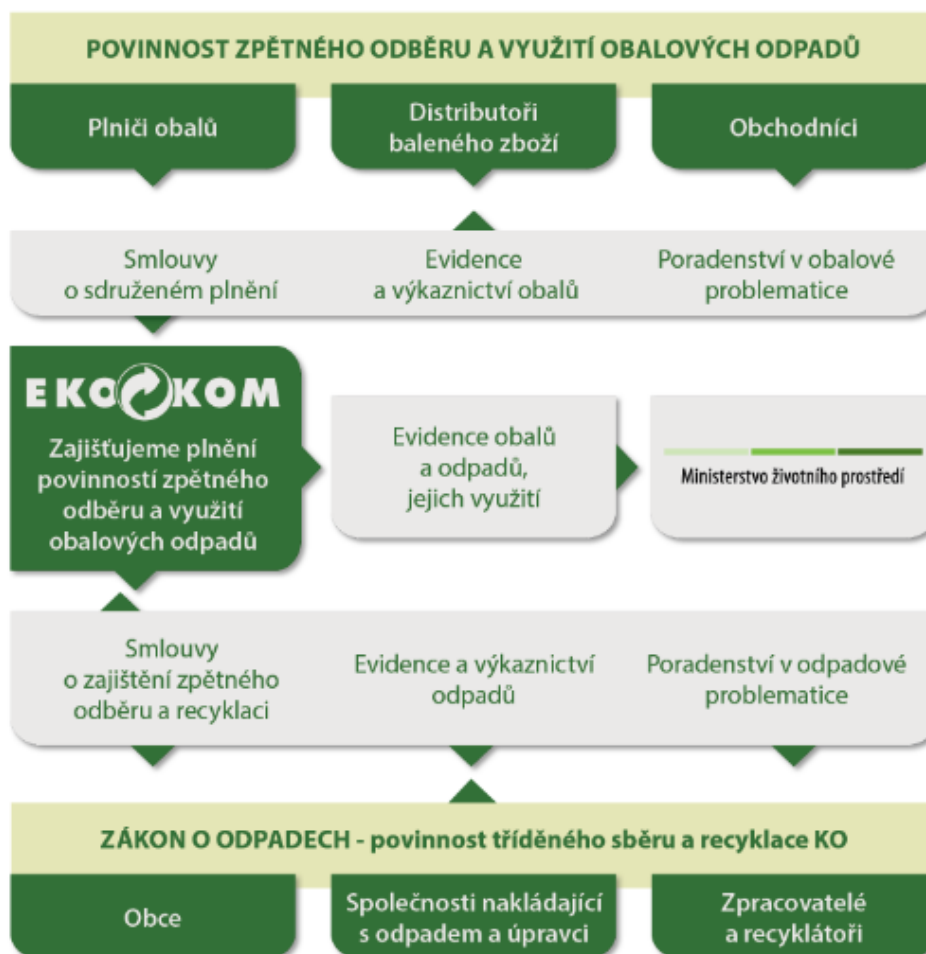 POVINNOST ZPĚTNÉHO ODBĚRU A VYUŽITÍ OBALOVÝCH ODPADŮ
Plniči obalů
Distributoři
baleného zboží
Obchodníci
Smlouvy
o sdruženém plnění
Evidence
a výkaznictví obalů
Poradenství v obalové
problematice
EKO KOM
Zajišťujeme plnění
povinností zpětného
odběru a využití
obalových odpadů
Evidence obalů
a odpadů,
jejich využití
Ministerstvo životního prostředí
Smlouvy
o zajištění zpětného
odběru a recyklaci
Evidence a výkaznictví
odpadů
Poradenství v odpadové
problematice
ZÁKON O ODPADECH - povinnost tříděného sběru a recyklace KO
Obce
Společnosti nakládající
s odpadem a úpravci
Zpracovatelé
a recyklátoři